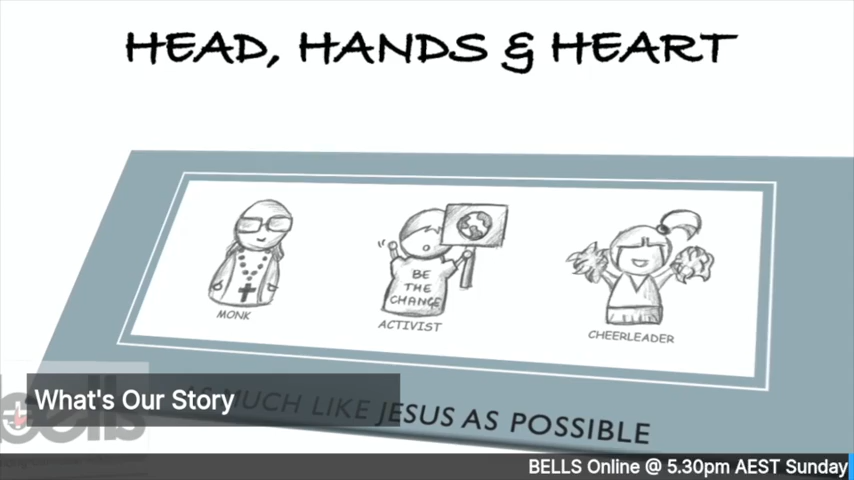 HEAD, HANDS & HEART
BE
THE
CHANGE
MONK
ACTIVIST
CHEERLEADER
MUCH LIKE JESUS AS POSSIBLE
What's Our Story
bells
BELLS Online @ 5.30pm AEST Sunday